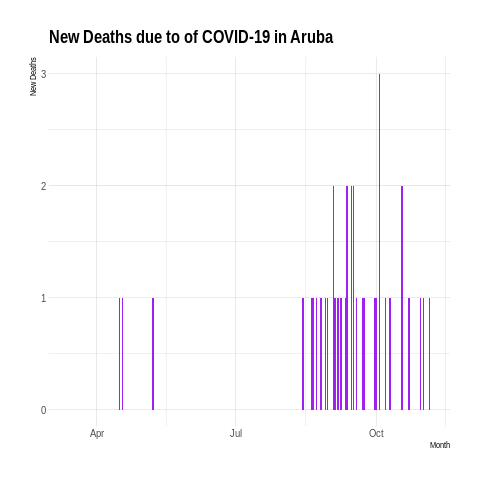 New Deaths due to of COVID-19 in Aruba
New Deaths
3
2
1
0
Apr
Jul
Oct
Month